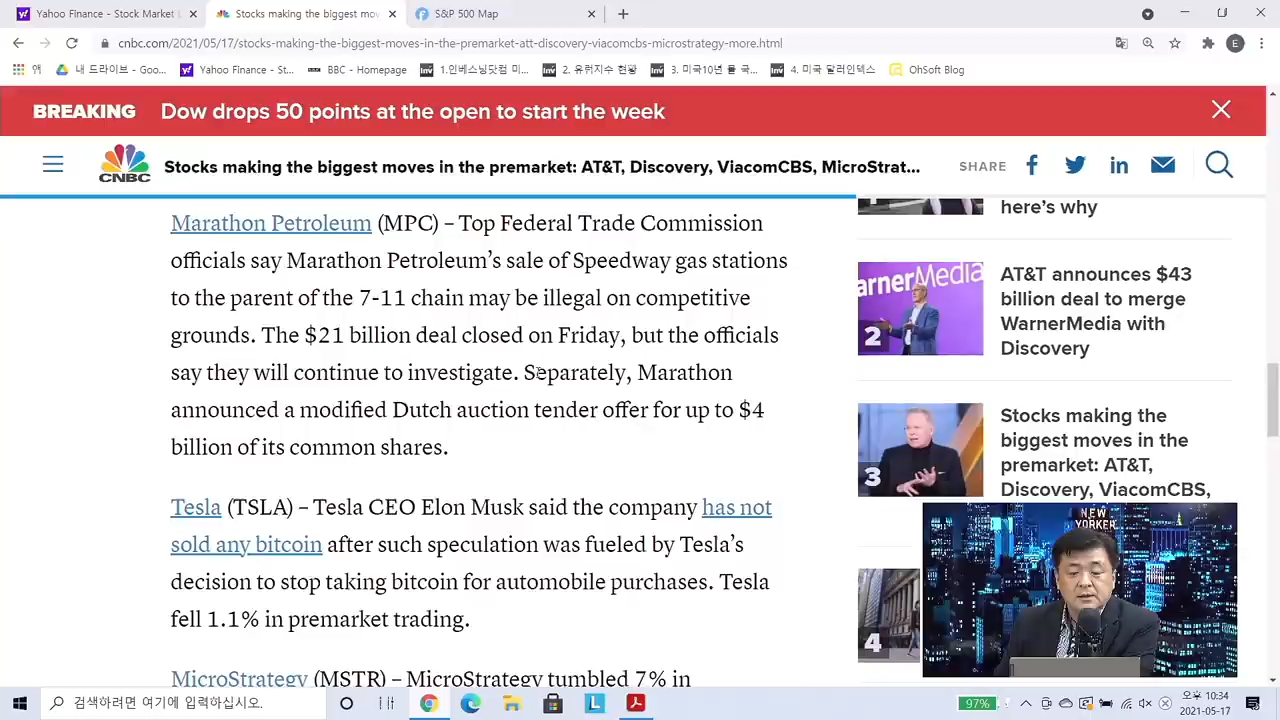 Yahoo Finance - Stock Market L
Stocks making the biggest mov
S&P 500 Map
cnbc.com/2021/05/17/stocks-making-the-biggest-moves-in-the-premarket-att-discovery-viacomcbs-microstrategy-more.html
앱
내 드라이브 - Goo...
Yahoo Finance - St...
BBC - Homepage
1.인베스닝닷컴 미...
2. 유럽지수 현황
3. 미국10년 물 국...
4. 미국 달러인덱스
OhSoft Blog
BREAKING Dow drops 50 points at the open to start the week
CNBC
Stocks making the biggest moves in the premarket: AT&T, Discovery, ViacomCBS, MicroStrat...
SHARE
Marathon Petroleum (MPC) – Top Federal Trade Commission
officials say Marathon Petroleum's sale of Speedway gas stations
to the parent of the 7-11 chain may be illegal on competitive
grounds. The $21 billion deal closed on Friday, but the officials
say they will continue to investigate. Separately, Marathon
announced a modified Dutch auction tender offer for up to $4
billion of its common shares.
Tesla (TSLA) – Tesla CEO Elon Musk said the company has not
sold any bitcoin after such speculation was fueled by Tesla's
decision to stop taking bitcoin for automobile purchases. Tesla
fell 1.1% in premarket trading.
MicroStrategy (MSTR) – MicroStrategy tumbled 7% in
here's why
arnerMedia
2
AT&T announces $43
billion deal to merge
WarnerMedia with
Discovery
3
Stocks making the
biggest moves in the
premarket: AT&T,
Discovery, ViacomCBS,
4
NEW
YORKER
검색하려면 여기에 입력하십시오.
97%
오후 10:34
2021-05-17